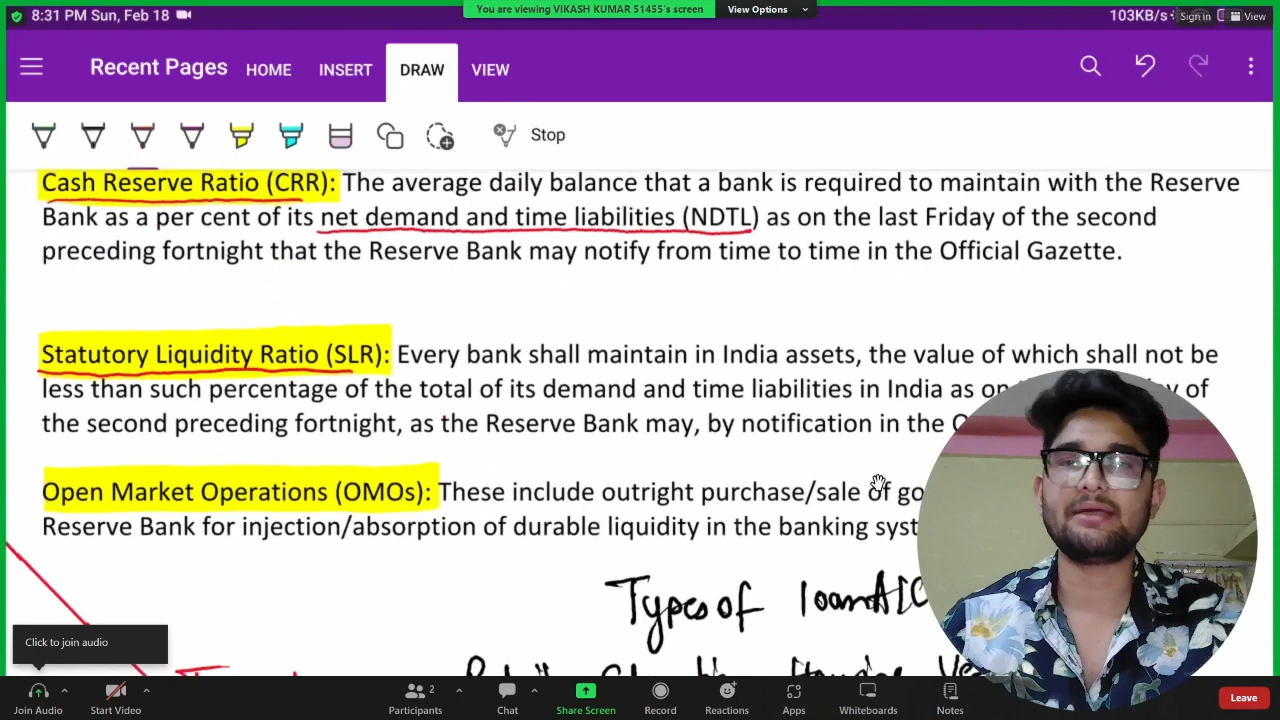 8:31 PM Sun, Feb 18
You are viewing VIKASH KUMAR 51455's screen
View Options
103KB/s
Sign in
View
Recent Pages
HOME
INSERT
DRAW
VIEW
Stop
Cash Reserve Ratio (CRR): The average daily balance that a bank is required to maintain with the Reserve
Bank as a per cent of its net demand and time liabilities (NDTL) as on the last Friday of the second
preceding fortnight that the Reserve Bank may notify from time to time in the Official Gazette.
Statutory Liquidity Ratio (SLR): Every bank shall maintain in India assets, the value of which shall not be
less than such percentage of the total of its demand and time liabilities in India as on of
the second preceding fortnight, as the Reserve Bank may, by notification in the
Open Market Operations (OMOs): These include outright purchase/sale of
Reserve Bank for injection/absorption of durable liquidity in the banking
Types of
Click to join audio
Join Audio
Start Video
Participants
2
Chat
Share Screen
Record
Reactions
Apps
Whiteboards
Notes
Leave